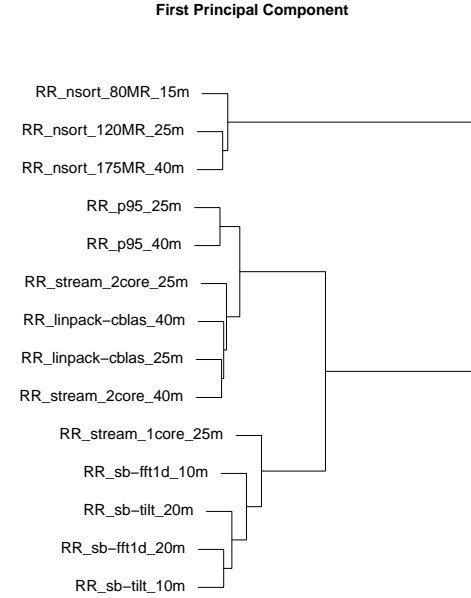 First Principal Component
RR_nsort_80MR_15m
RR_nsort_120MR_25m
RR_nsort_175MR_40m
RR_p95_25m
RR_p95_40m
RR_stream_2core_25m
RR_linpack−cblas_40m
RR_linpack−cblas_25m
RR_stream_2core_40m
RR_stream_1core_25m
RR_sb−fft1d_10m
RR_sb−tilt_20m
RR_sb−fft1d_20m
RR_sb−tilt_10m